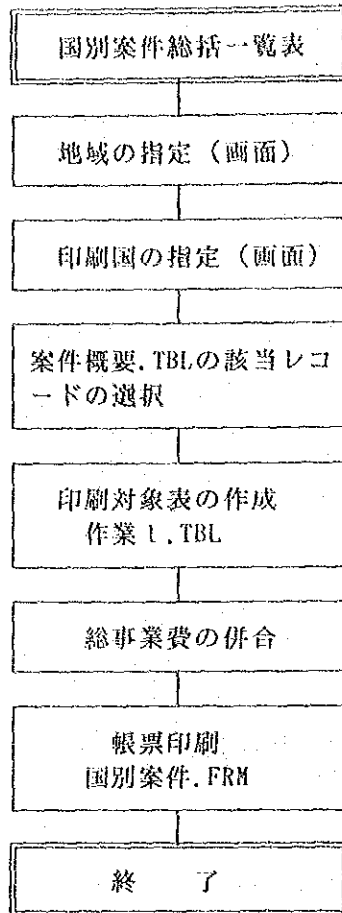 国別案件総括一覧表
地域の指定（画面）
印刷国の指定（画面）
案件概要.TBLの該当レコ
ードの選択
印刷対象表の作成
作業1.TBL
総事業費の併合
帳票印刷
国別案件.FRM
終　　了